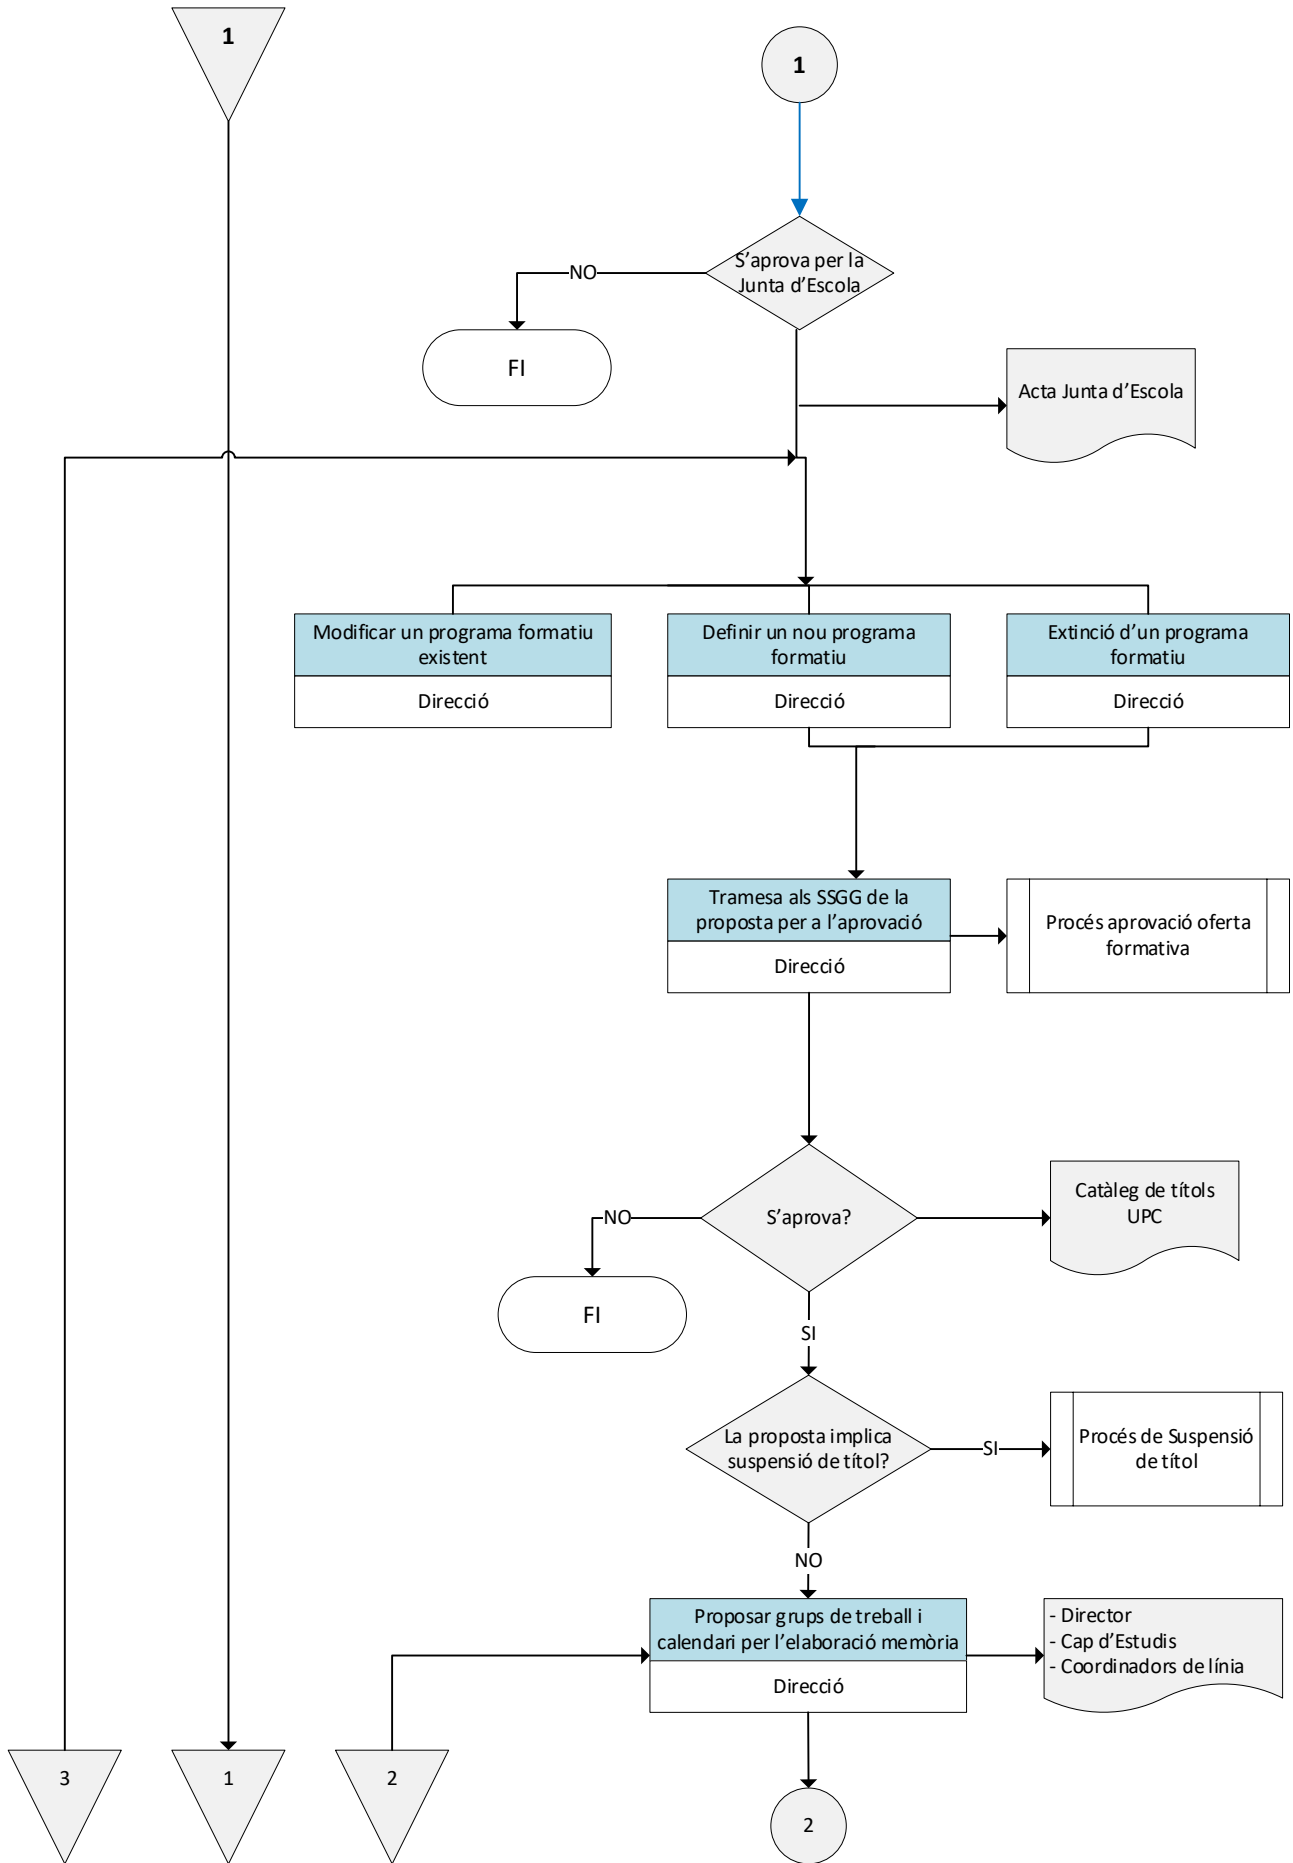 1
1
S’aprova per la
Junta d’Escola
NO
FI
Acta Junta d’Escola
Modificar un programa formatiu
existent
Direcció
Definir un nou programa
formatiu
Direcció
Extinció d’un programa
formatiu
Direcció
Tramesa als SSGG de la
proposta per a l’aprovació
Direcció
Procés aprovació oferta
formativa
S’aprova?
NO
FI
Catàleg de títols
UPC
SI
La proposta implica
suspensió de títol?
SI
Procés de Suspensió
de títol
NO
Proposar grups de treball i
calendari per l’elaboració memòria
Direcció
- Director
- Cap d’Estudis
- Coordinadors de línia
3
1
2
2